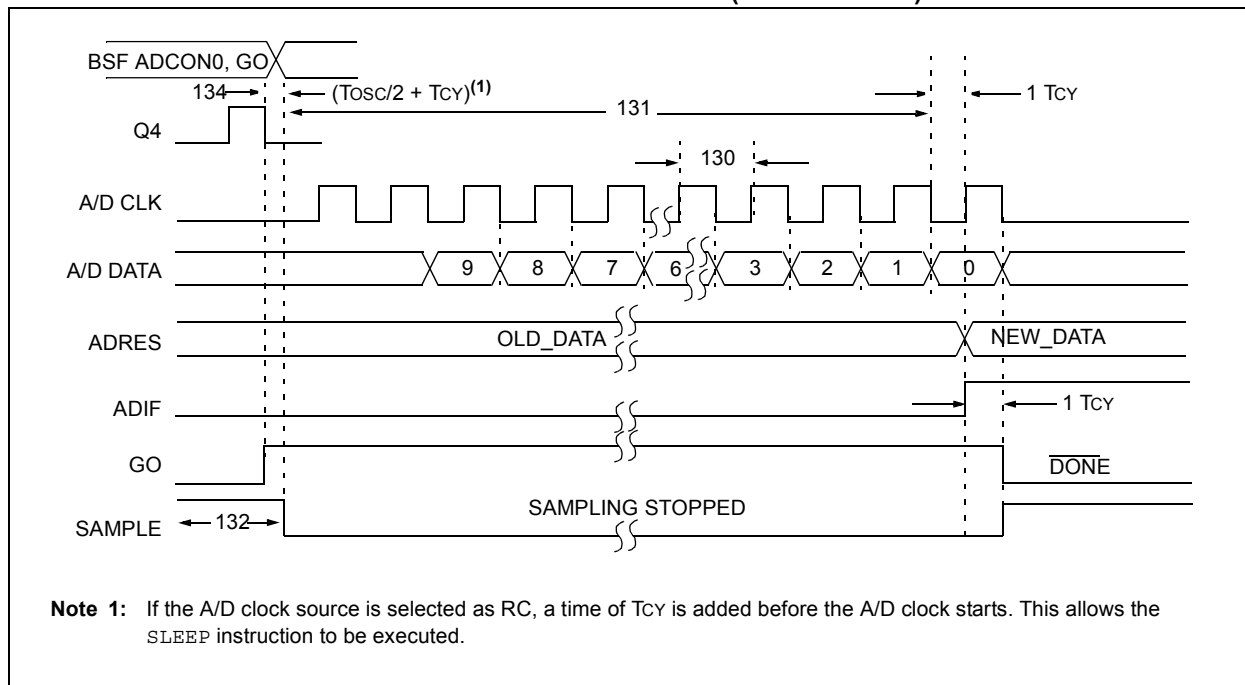 BSF ADCON0, GO
134 (TOSC/2 + TCY)(1) 131 1 TCY
Q4
130
A/D CLK
A/D DATA 9 8 7 6 3 2 1 0
ADRES OLD_DATA NEW_DATA
ADIF 1 TCY
GO DONE
SAMPLE 132 SAMPLING STOPPED
Note 1: If the A/D clock source is selected as RC, a time of TCY is added before the A/D clock starts. This allows the
SLEEP instruction to be executed.